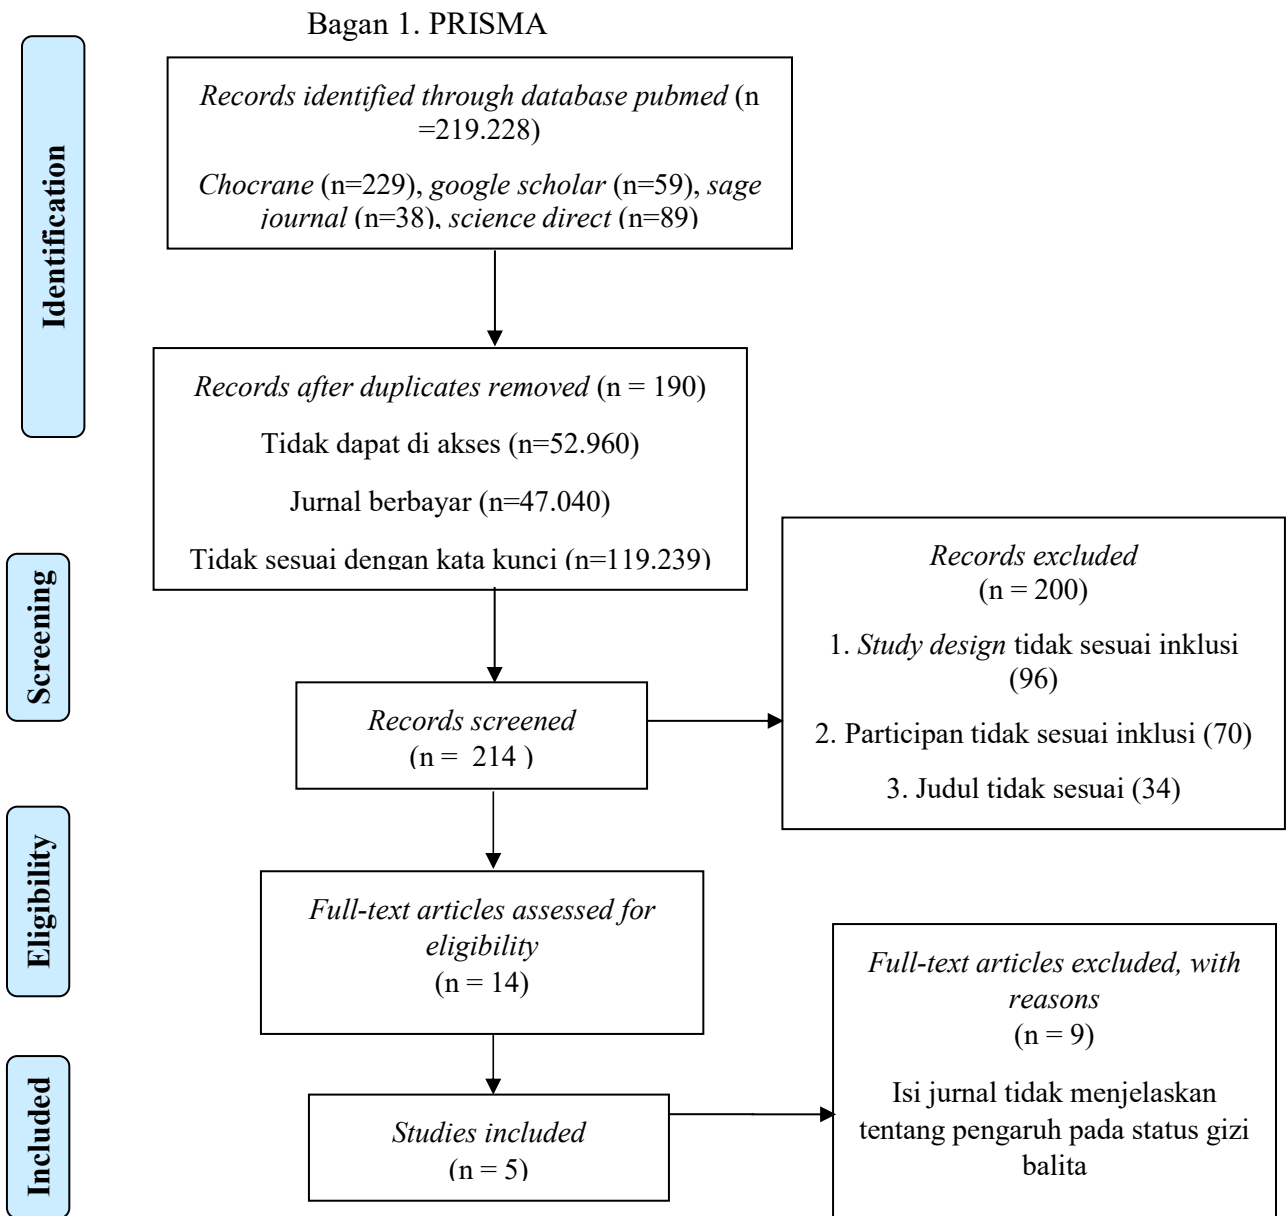 Bagan 1. PRISMA
Identification
Records identified through database pubmed (n
=219.228)
Chocrane (n=229), google scholar (n=59), sage
journal (n=38), science direct (n=89)
Records after duplicates removed (n = 190)
Tidak dapat di akses (n=52.960)
Jurnal berbayar (n=47.040)
Tidak sesuai dengan kata kunci (n=119.239)
Screening
Records screened
(n = 214 )
Records excluded
(n = 200)
1. Study design tidak sesuai inklusi
(96)
2. Participan tidak sesuai inklusi (70)
3. Judul tidak sesuai (34)
Eligibility
Full-text articles assessed for
eligibility
(n = 14)
Full-text articles excluded, with
reasons
(n = 9)
Isi jurnal tidak menjelaskan
tentang pengaruh pada status gizi
balita
Included
Studies included
(n = 5)